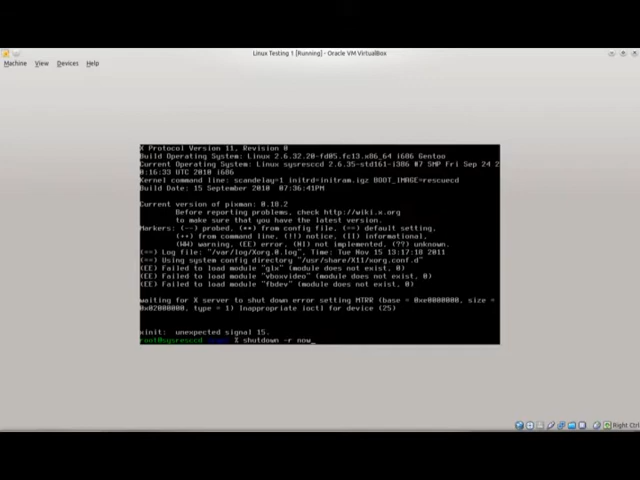 Linux Testing 1 [Running] - Oracle VM VirtualBox
Machine View Devices Help
X Protocol Version 11, Revision 0
Build Operating System: Linux 2.6.32.20-fd05.fc13.x86_64 i686 Gentoo
Current Operating System: Linux sysresccd 2.6.35-std161-i386 #7 SMP Fri Sep 24 2
0:16:33 UTC 2010 i686
Kernel command line: scandelay=1 initrd=initram.igz BOOT_IMAGE=rescuecd
Build Date: 15 September 2010  07:36:41PM
Current version of pixman: 0.18.2
Before reporting problems, check http://wiki.x.org
to make sure that you have the latest version.
Markers: (--) probed, (**) from config file, (==) default setting,
(++) from command line, (!!) notice, (II) informational,
(WW) warning, (EE) error, (NI) not implemented, (??) unknown.
(==) Log file: "/var/log/Xorg.0.log", Time: Tue Nov 15 13:17:18 2011
(==) Using system config directory "/usr/share/X11/xorg.conf.d"
(EE) Failed to load module "glx" (module does not exist, 0)
(EE) Failed to load module "vboxvideo" (module does not exist, 0)
(EE) Failed to load module "fbdev" (module does not exist, 0)
waiting for X server to shut down error setting MTRR (base = 0xe0000000, size =
0x02000000, type = 1) Inappropriate ioctl for device (25)
xinit:  unexpected signal 15.
root@sysresccd % shutdown -r now_
Right Ctrl